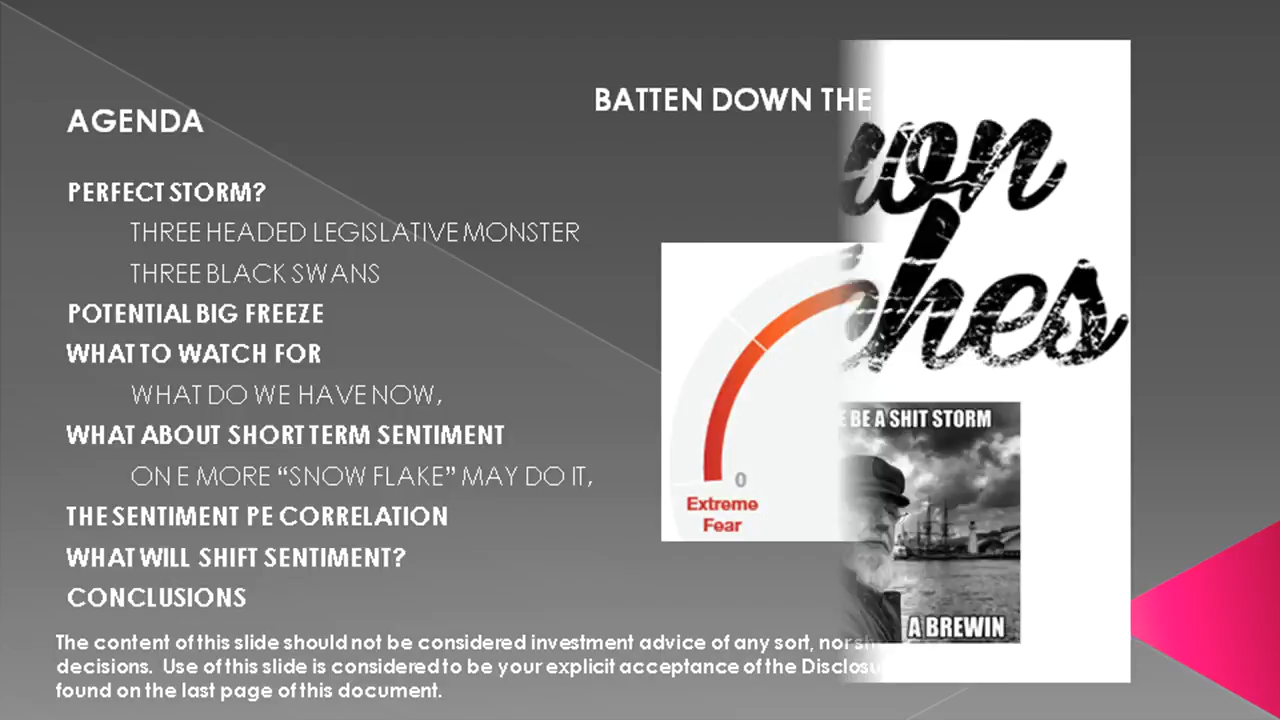 BATTEN DOWN THE
AGENDA
PERFECT STORM?
THREE HEADED LEGISLATIVE MONSTER
THREE BLACK SWANS
POTENTIAL BIG FREEZE
WHAT TO WATCH FOR
WHAT DO WE HAVE NOW,
WHAT ABOUT SHORT TERM SENTIMENT
ON E MORE “SNOW FLAKE” MAY DO IT,
THE SENTIMENT PE CORRELATION
WHAT WILL SHIFT SENTIMENT?
CONCLUSIONS
The content of this slide should not be considered investment advice of any sort, nor
decisions. Use of this slide is considered to be your explicit acceptance of the
found on the last page of this document.
0
Extreme
Fear
BE A SHIT STORM
A BREWIN